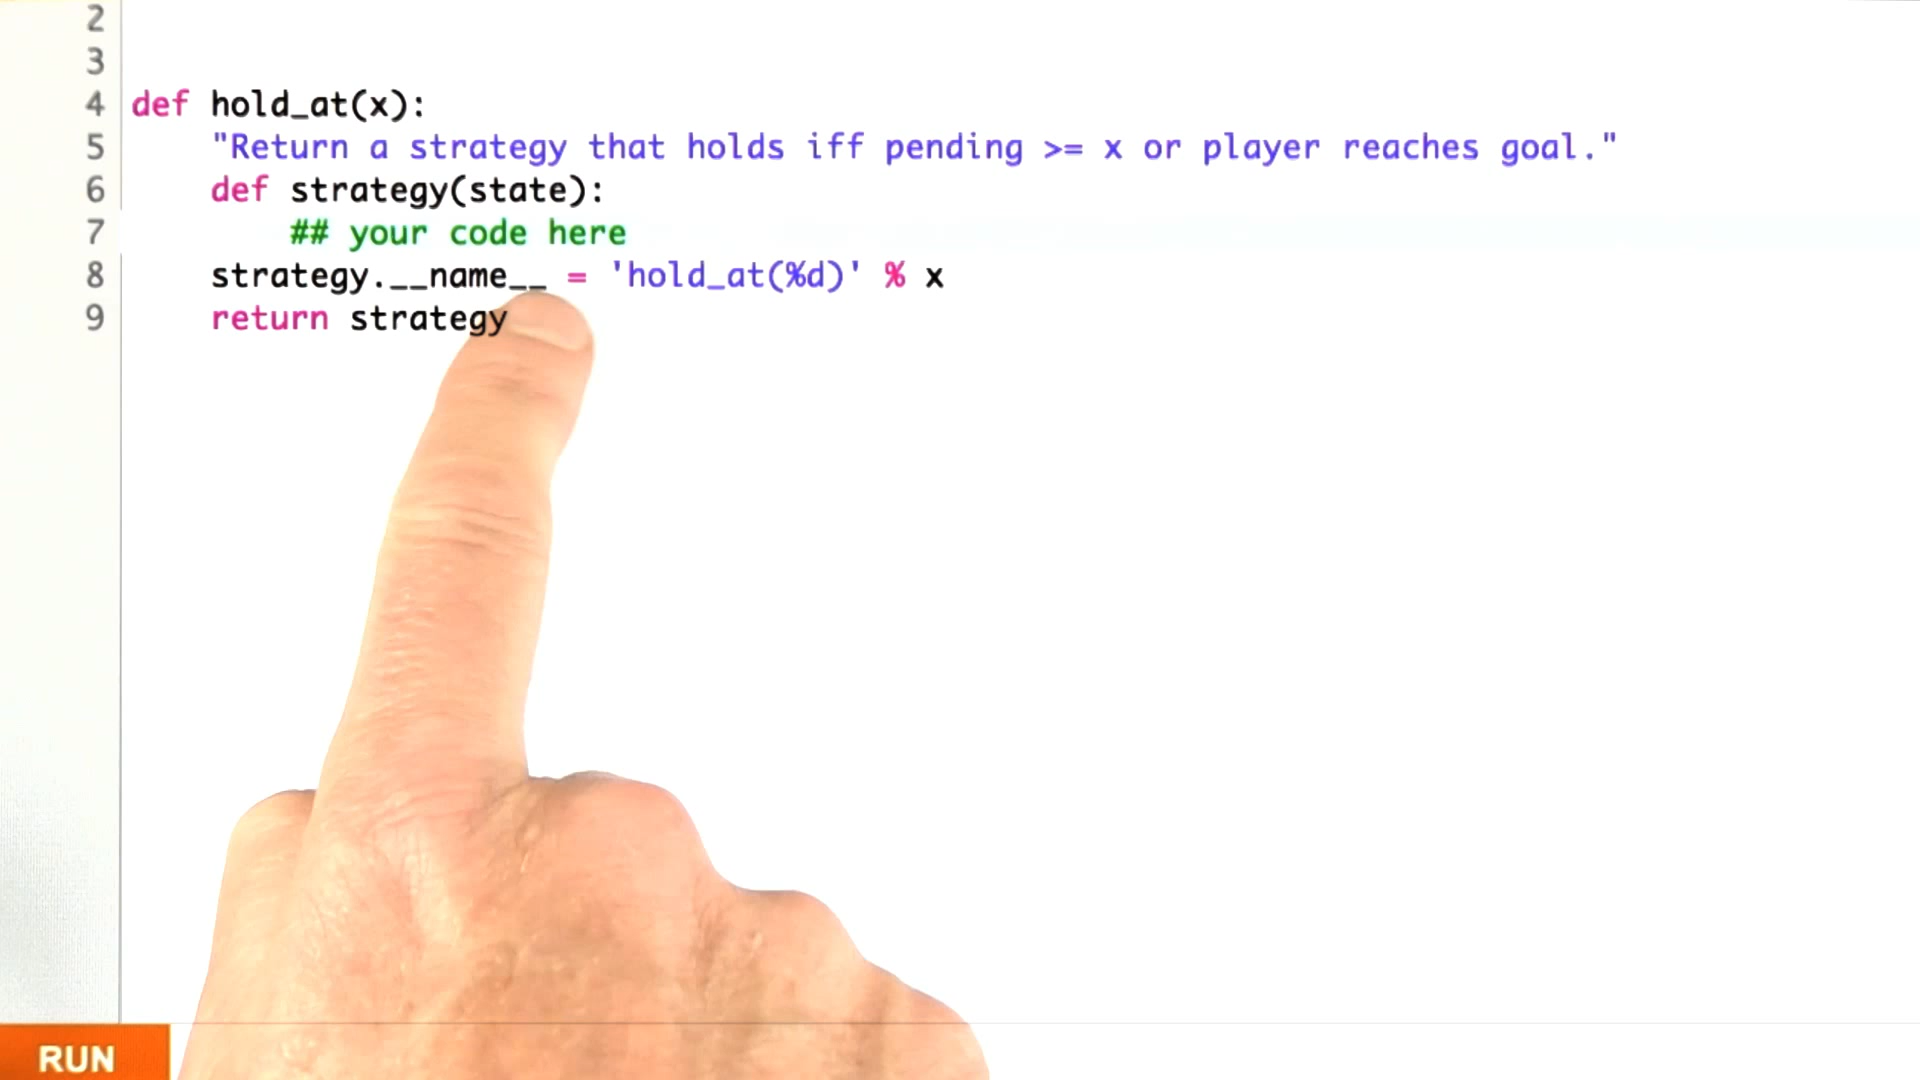 2
3
4 def hold_at(x):
5 "Return a strategy that holds iff pending >= x or player reaches goal."
6 def strategy(state):
7 ## your code here
8 strategy.__name__ = 'hold_at(%d)' % x
9 return strategy
RUN